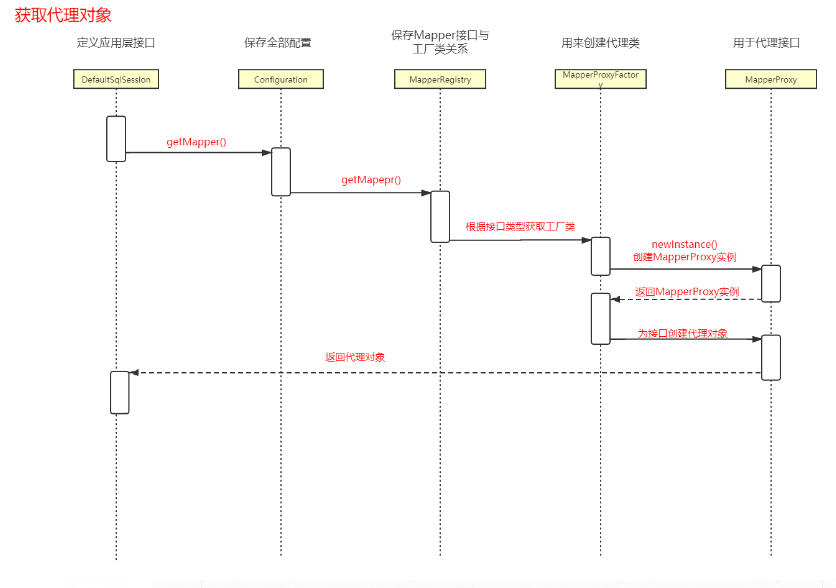 获取代理对象
定义应用层接口
保存全部配置
保存Mapper接口与
工厂类关系
用来创建代理类
用于代理接口
DefaultSqlSession
Configuration
MapperRegistry
MapperProxyFactor
y
MapperProxy
getMapper()
getMapepr()
根据接口类型获取工厂类
newInstance()
创建MapperProxy实例
返回MapperProxy实例
为接口创建代理对象
返回代理对象